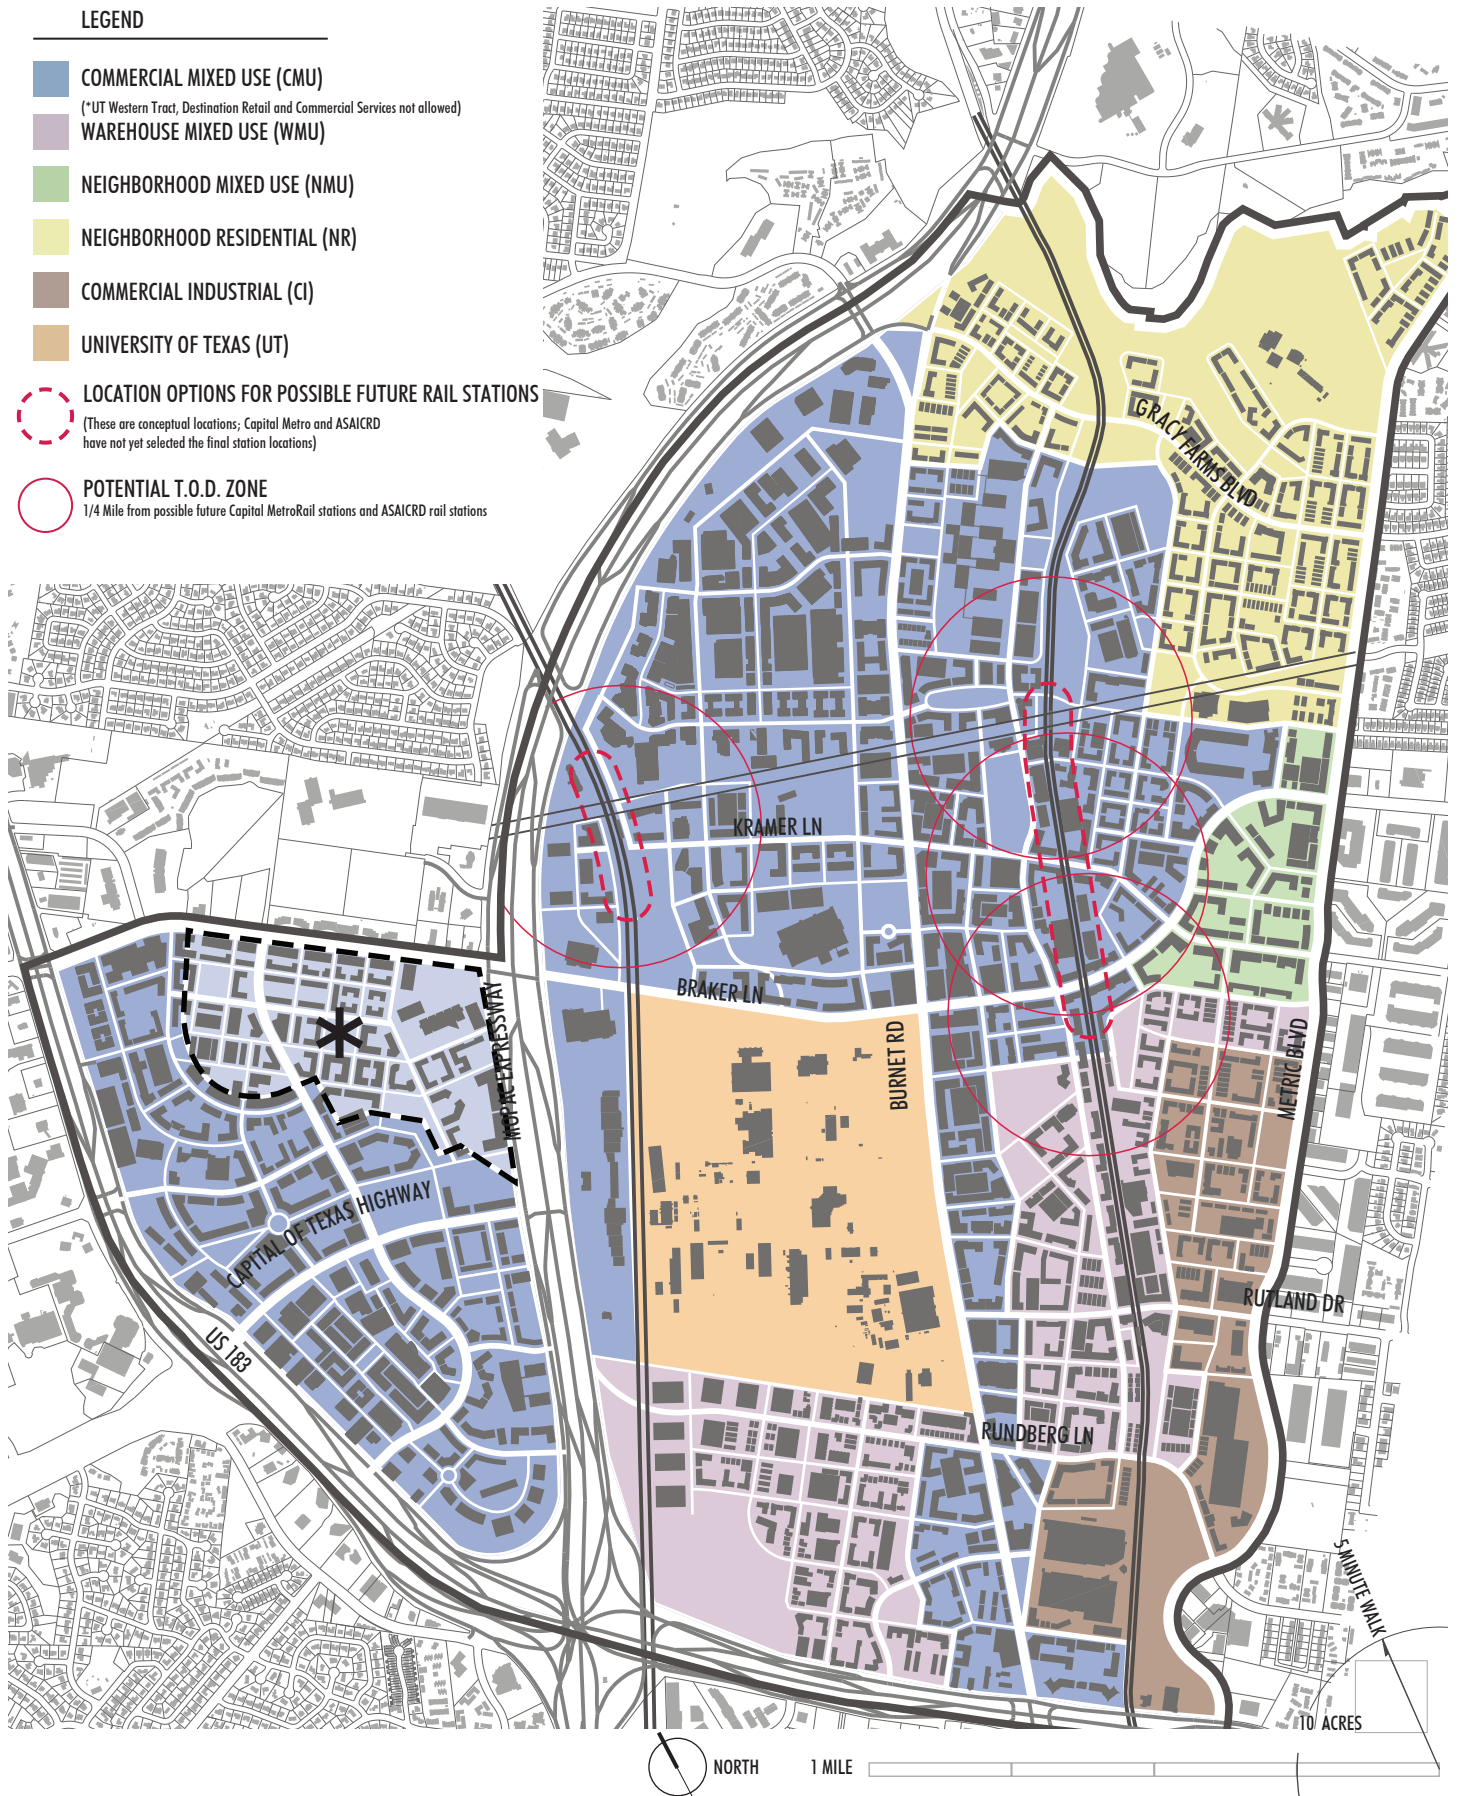 LEGEND
COMMERCIAL MIXED USE (CMU)
(*UT Western Tract, Destination Retail and Commercial Services not allowed)
WAREHOUSE MIXED USE (WMU)
NEIGHBORHOOD MIXED USE (NMU)
NEIGHBORHOOD RESIDENTIAL (NR)
COMMERCIAL INDUSTRIAL (CI)
UNIVERSITY OF TEXAS (UT)
LOCATION OPTIONS FOR POSSIBLE FUTURE RAIL STATIONS
(These are conceptual locations; Capital Metro and ASAICRD
have not yet selected the final station locations)
POTENTIAL T.O.D. ZONE
1/4 Mile from possible future Capital MetroRail stations and ASAICRD rail stations
GRACY FARMS BLVD
KRAMER LN
BRAKER LN
BURNET RD
MOPAC EXPRESSWAY
METRIC BLVD
CAPITAL OF TEXAS HIGHWAY
US 183
RUTLAND DR
RUNDBERG LN
5 MINUTE WALK
10 ACRES
NORTH
1 MILE